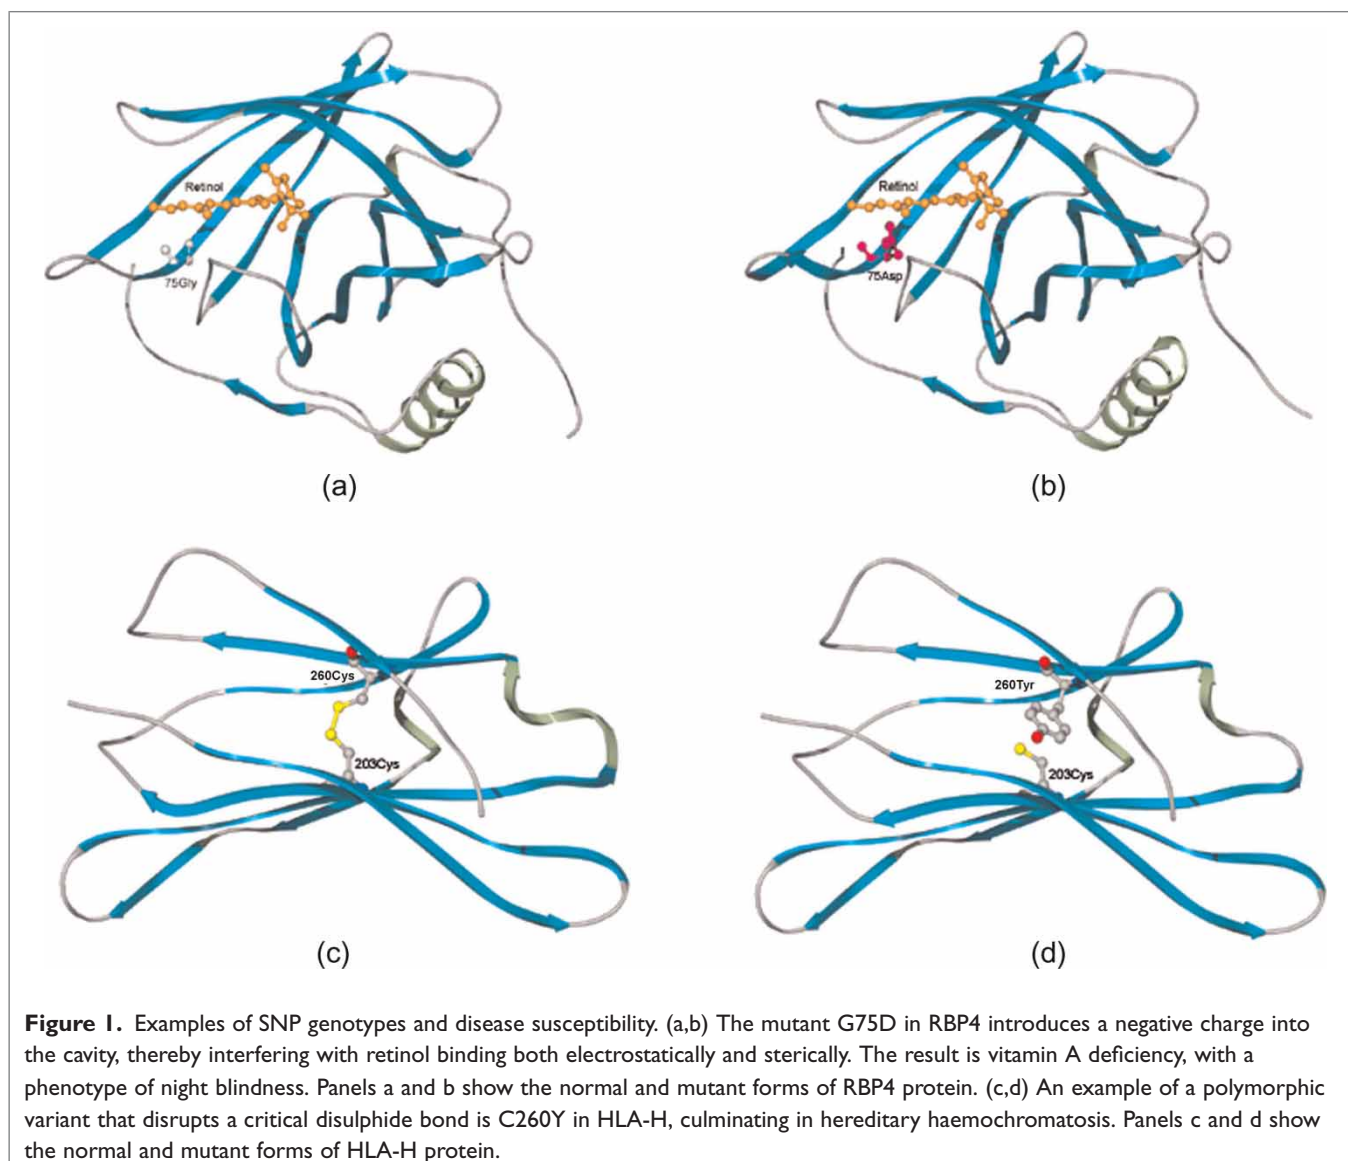 Retinol
75Gly
(a)
Retinol
75Asp
(b)
260Cys
203Cys
(c)
260Tyr
203Cys
(d)
Figure 1. Examples of SNP genotypes and disease susceptibility. (a,b) The mutant G75D in RBP4 introduces a negative charge into
the cavity, thereby interfering with retinol binding both electrostatically and sterically. The result is vitamin A deficiency, with a
phenotype of night blindness. Panels a and b show the normal and mutant forms of RBP4 protein. (c,d) An example of a polymorphic
variant that disrupts a critical disulphide bond is C260Y in HLA-H, culminating in hereditary haemochromatosis. Panels c and d show
the normal and mutant forms of HLA-H protein.